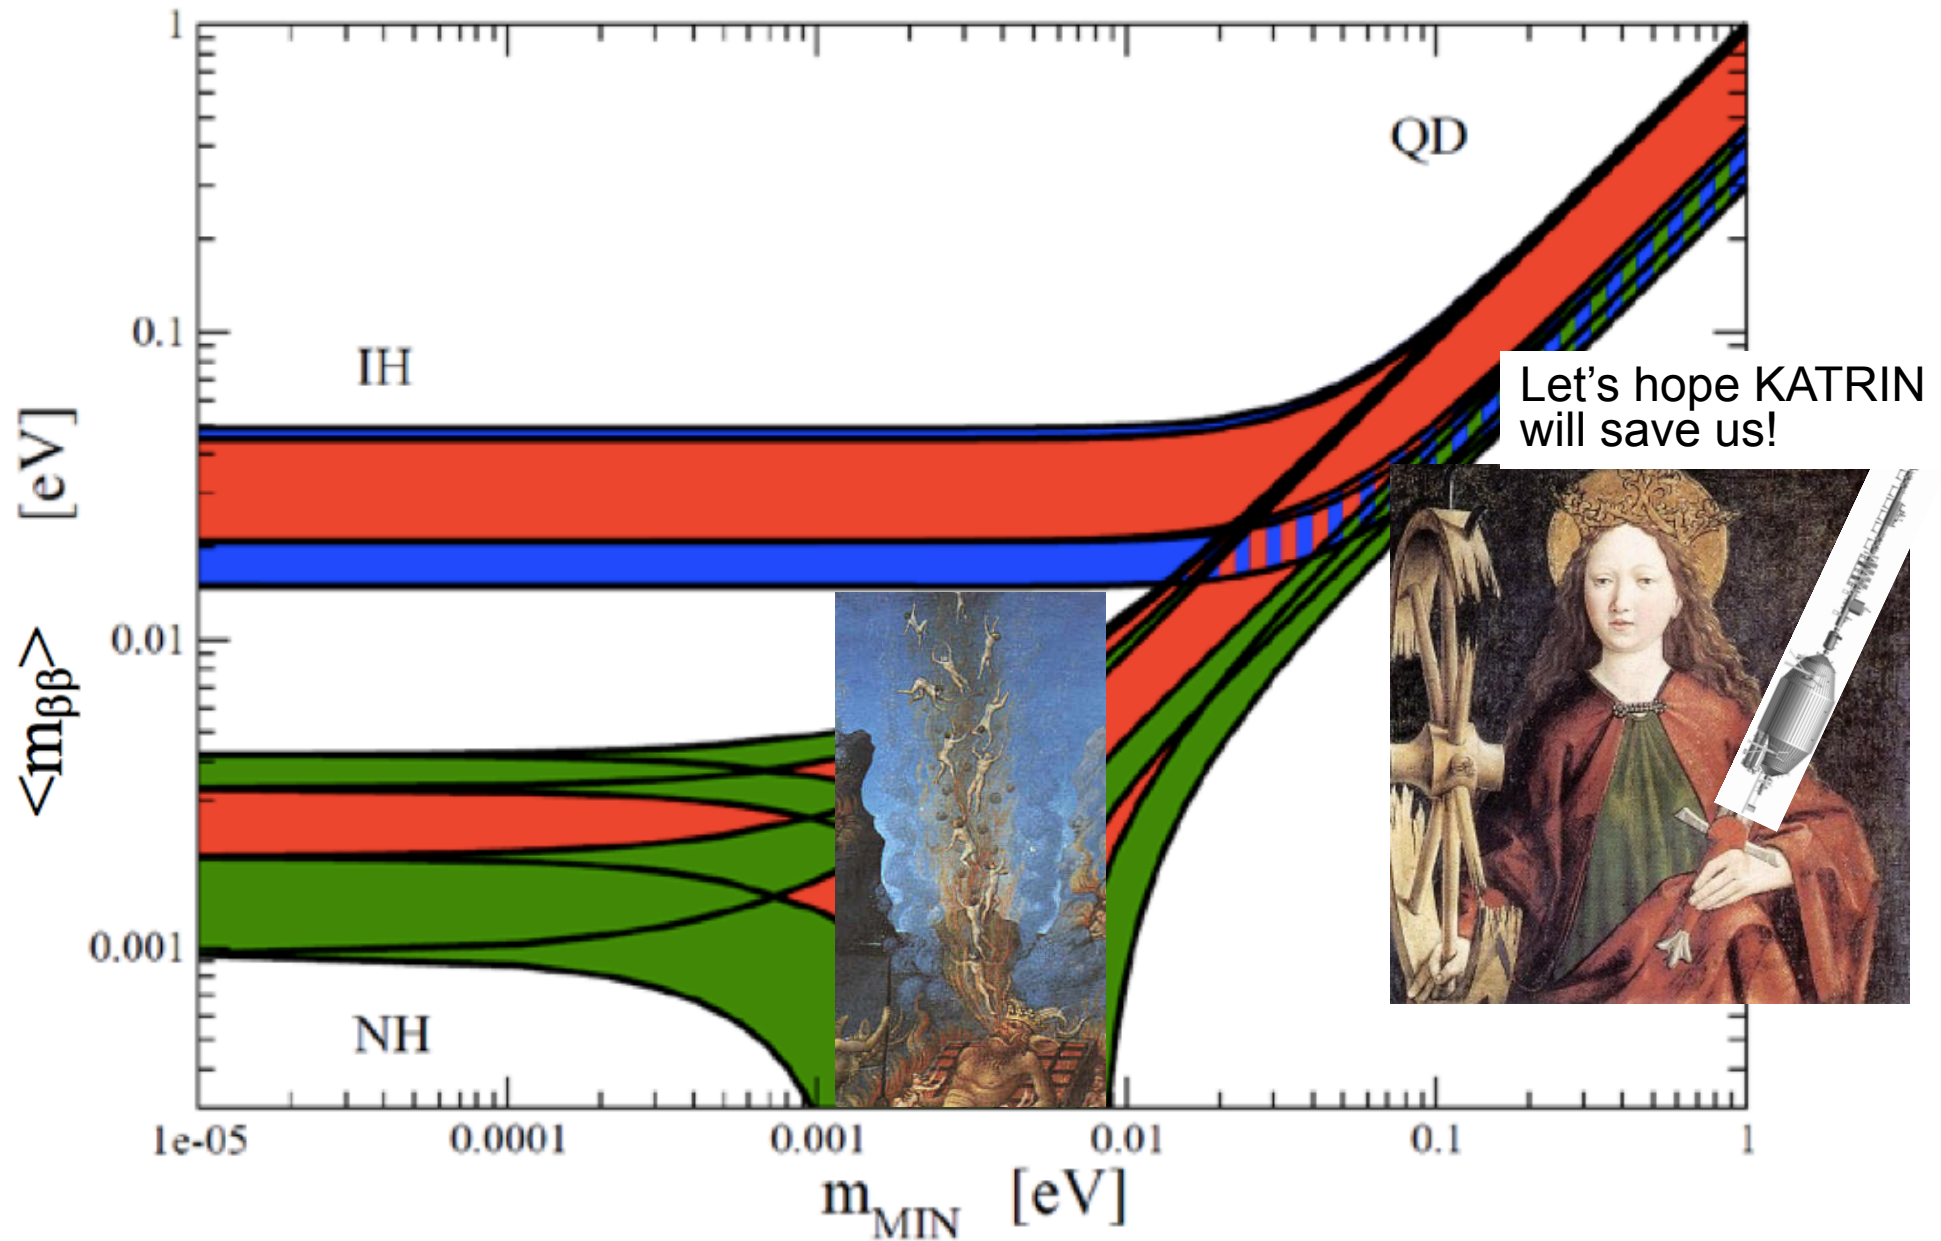 1
QD
0.1
IH
Let’s hope KATRIN
will save us!
<mββ> [eV]
0.01
0.001
NH
1e-05 0.0001 0.001 0.01 0.1 1
mMIN [eV]